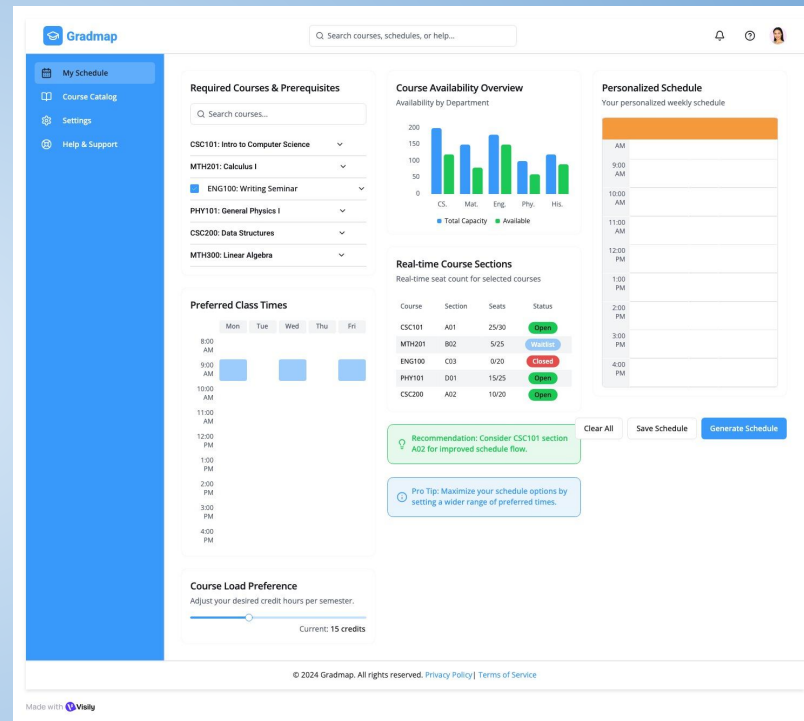 Gradmap
Search courses, schedules, or help...
My Schedule
Course Catalog
Settings
Help & Support
Required Courses & Prerequisites
Search courses...
CSC101: Intro to Computer Science
MTH201: Calculus I
ENG100: Writing Seminar
PHY101: General Physics I
CSC200: Data Structures
MTH300: Linear Algebra
Preferred Class Times
Mon Tue Wed Thu Fri
8:00
AM
9:00
AM
10:00
AM
11:00
AM
12:00
PM
1:00
PM
2:00
PM
3:00
PM
4:00
PM
Course Load Preference
Adjust your desired credit hours per semester.
Current: 15 credits
Course Availability Overview
Availability by Department
200
150
100
50
0
CS. Mat. Eng. Phy. His.
Total Capacity Available
Real-time Course Sections
Real-time seat count for selected courses
Course Section Seats Status
CSC101 A01 25/30 Open
MTH201 B02 5/25 Waitlist
ENG100 C03 0/20 Closed
PHY101 D01 15/25 Open
CSC200 A02 10/20 Open
Recommendation: Consider CSC101 section
A02 for improved schedule flow.
Pro Tip: Maximize your schedule options by
setting a wider range of preferred times.
Personalized Schedule
Your personalized weekly schedule
AM
9:00
AM
10:00
AM
11:00
AM
12:00
PM
1:00
PM
2:00
PM
3:00
PM
4:00
PM
Clear All Save Schedule Generate Schedule
© 2024 Gradmap. All rights reserved. Privacy Policy| Terms of Service
Made with Visily